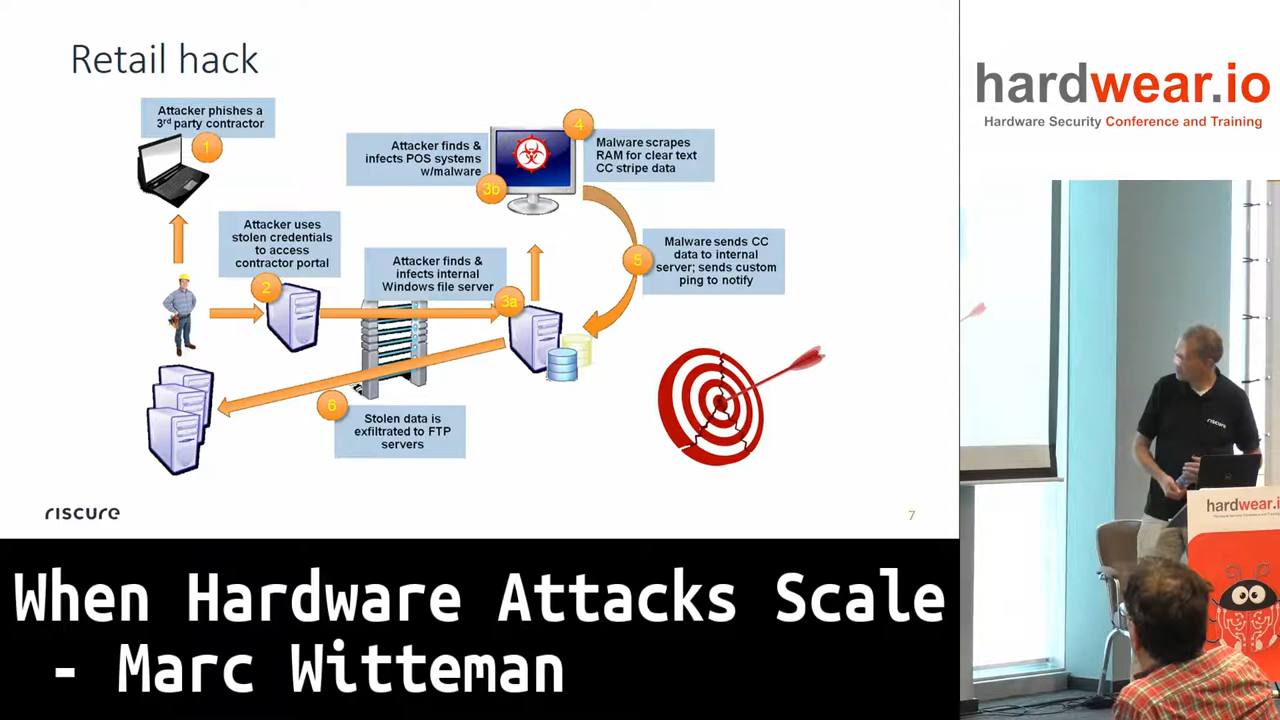 Retail hack
Attacker phishes a
3rd party contractor
1
Attacker uses
stolen credentials
to access
contractor portal
2
Attacker finds &
infects internal
Windows file server
3a
Attacker finds &
infects POS systems
w/malware
3b
4
Malware scrapes
RAM for clear text
CC stripe data
5
Malware sends CC
data to internal
server; sends custom
ping to notify
6
Stolen data is
exfiltrated to FTP
servers
riscure
7
hardwear.io
Hardware Security Conference and Training
riscure
hardwear.i
When Hardware Attacks Scale
- Marc Witteman